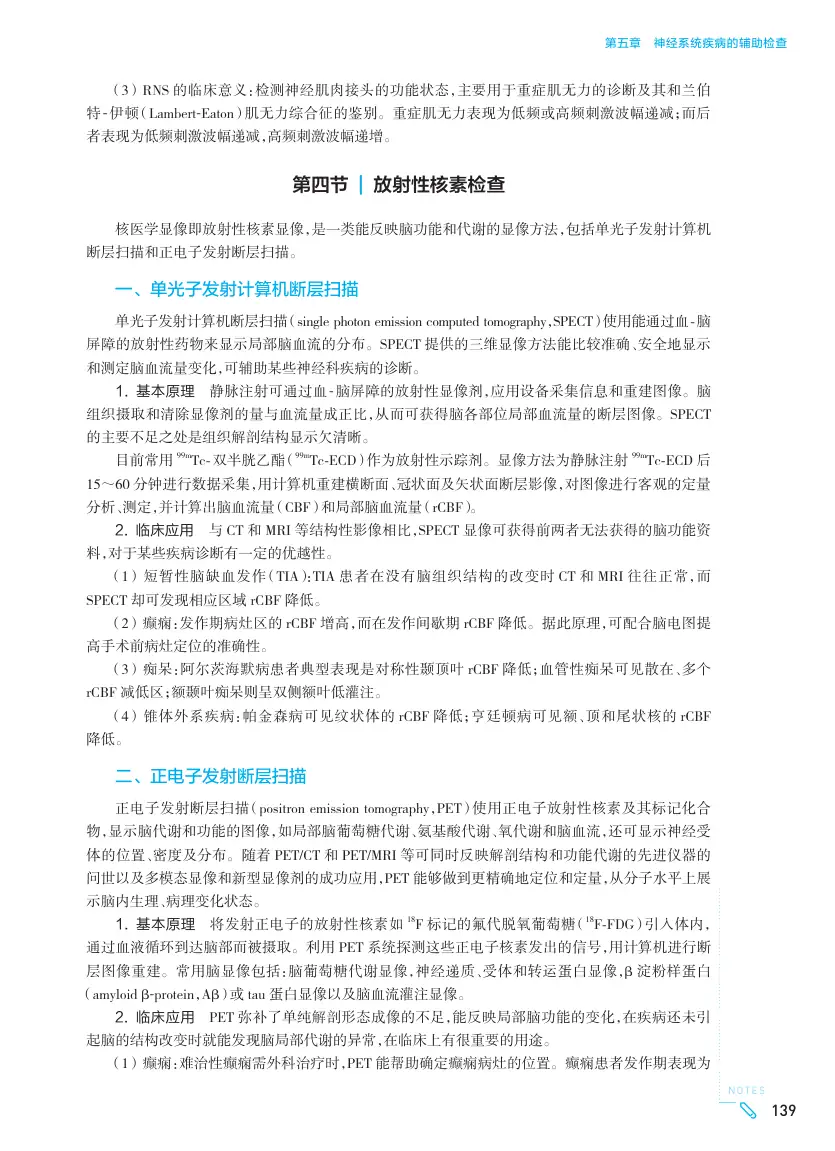 第五章 神经系统疾病的辅助检查
（3）RNS 的临床意义：检测神经肌肉接头的功能状态，主要用于重症肌无力的诊断及其和兰伯
特-伊顿（Lambert-Eaton）肌无力综合征的鉴别。重症肌无力表现为低频或高频刺激波幅递减；而后
者表现为低频刺激波幅递减，高频刺激波幅递增。
第四节 | 放射性核素检查
核医学显像即放射性核素显像，是一类能反映脑功能和代谢的显像方法，包括单光子发射计算机
断层扫描和正电子发射断层扫描。
一、单光子发射计算机断层扫描
单光子发射计算机断层扫描（single photon emission computed tomography，SPECT）使用能通过血-脑
屏障的放射性药物来显示局部脑血流的分布。SPECT 提供的三维显像方法能比较准确、安全地显示
和测定脑血流量变化，可辅助某些神经科疾病的诊断。
1. 基本原理 静脉注射可通过血-脑屏障的放射性显像剂，应用设备采集信息和重建图像。脑
组织摄取和清除显像剂的量与血流量成正比，从而可获得脑各部位局部血流量的断层图像。SPECT
的主要不足之处是组织解剖结构显示欠清晰。
目前常用 ⁹⁹ᵐTc-双半胱乙酯（⁹⁹ᵐTc-ECD）作为放射性示踪剂。显像方法为静脉注射 ⁹⁹ᵐTc-ECD 后
15～60 分钟进行数据采集，用计算机重建横断面、冠状面及矢状面断层影像，对图像进行客观的定量
分析、测定，并计算出脑血流量（CBF）和局部脑血流量（rCBF）。
2. 临床应用 与 CT 和 MRI 等结构性影像相比，SPECT 显像可获得前两者无法获得的脑功能资
料，对于某些疾病诊断有一定的优越性。
（1）短暂性脑缺血发作（TIA）：TIA 患者在没有脑组织结构的改变时 CT 和 MRI 往往正常，而
SPECT 却可发现相应区域 rCBF 降低。
（2）癫痫：发作期病灶区的 rCBF 增高，而在发作间歇期 rCBF 降低。据此原理，可配合脑电图提
高手术前病灶定位的准确性。
（3）痴呆：阿尔茨海默病患者典型表现是对称性颞顶叶 rCBF 降低；血管性痴呆可见散在、多个
rCBF 减低区；额颞叶痴呆则呈双侧额叶低灌注。
（4）锥体外系疾病：帕金森病可见纹状体的 rCBF 降低；亨廷顿病可见额、顶和尾状核的 rCBF
降低。
二、正电子发射断层扫描
正电子发射断层扫描（positron emission tomography，PET）使用正电子放射性核素及其标记化合
物，显示脑代谢和功能的图像，如局部脑葡萄糖代谢、氨基酸代谢、氧代谢和脑血流，还可显示神经受
体的位置、密度及分布。随着 PET/CT 和 PET/MRI 等可同时反映解剖结构和功能代谢的先进仪器的
问世以及多模态显像和新型显像剂的成功应用，PET 能够做到更精确地定位和定量，从分子水平上展
示脑内生理、病理变化状态。
1. 基本原理 将发射正电子的放射性核素如 ¹⁸F 标记的氟代脱氧葡萄糖（¹⁸F-FDG）引入体内，
通过血液循环到达脑部而被摄取。利用 PET 系统探测这些正电子核素发出的信号，用计算机进行断
层图像重建。常用脑显像包括：脑葡萄糖代谢显像，神经递质、受体和转运蛋白显像，β 淀粉样蛋白
（amyloid β-protein，Aβ）或 tau 蛋白显像以及脑血流灌注显像。
2. 临床应用 PET 弥补了单纯解剖形态成像的不足，能反映局部脑功能的变化，在疾病还未引
起脑的结构改变时就能发现脑局部代谢的异常，在临床上有很重要的用途。
（1）癫痫：难治性癫痫需外科治疗时，PET 能帮助确定癫痫病灶的位置。癫痫患者发作期表现为
NOTES
139